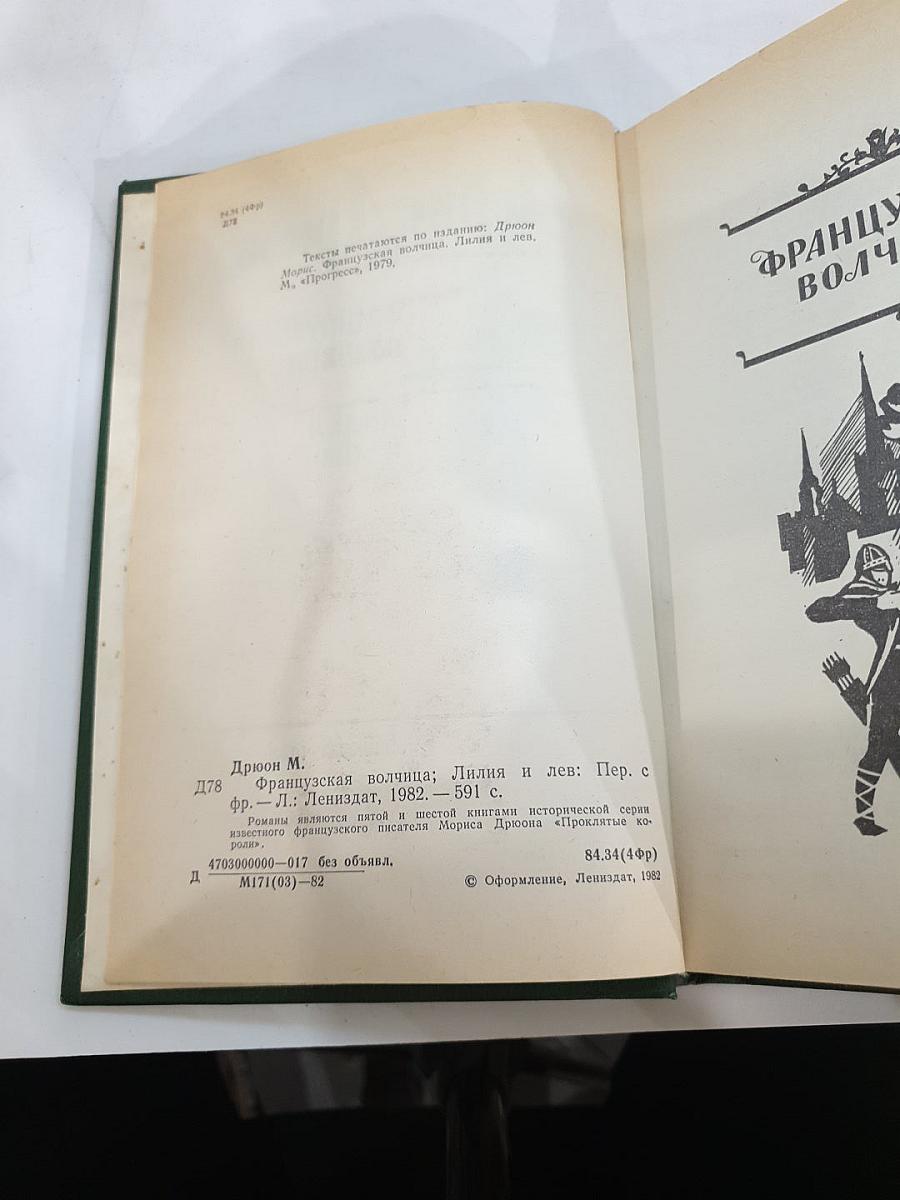 84.34 (4Фр)
Д78
Тексты печатаются по изданию: Дрюон
Морис. Французская волчица. Лилия и лев.
М., «Прогресс», 1979.
Дрюон М.
Д78 Французская волчица; Лилия и лев: Пер. с
фр. — Л.: Лениздат, 1982. — 591 с.
Романы являются пятой и шестой книгами исторической серии
известного французского писателя Мориса Дрюона «Проклятые ко-
роли».
Д 4703000000—017 без объявл.
М171(03)—82
84.34(4Фр)
© Оформление, Лениздат, 1982
ФРАНЦУ
ВОЛЧ